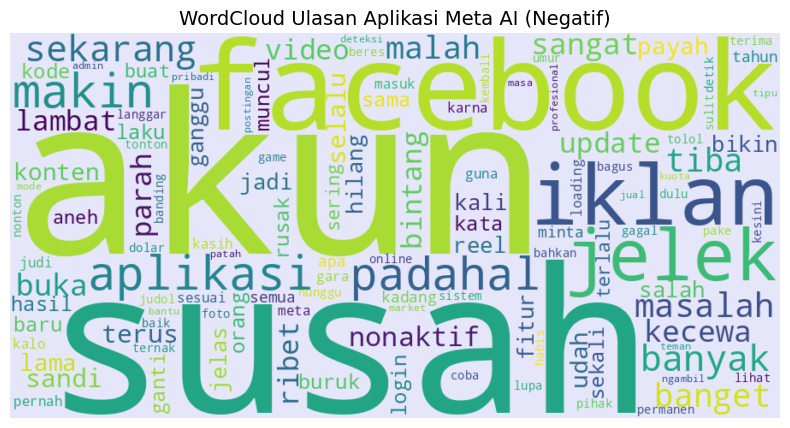 WordCloud Ulasan Aplikasi Meta AI (Negatif)
sekarang
facebook
video
deteksi
beres
malah
sangat
payah
terima
kode
admin
buat
pribadi
postingan
masuk
kembali
umur
sulit
detik
tahun
makin
ganggu
muncul
selalu
sama
karna
masa
profesional
tipu
lambat
langgar
laku
tonton
akun
update
tolol
bikin
konten
parah
banding
game
sering
hilang
bintang
guna
iklan
tiba
nonton
mode
aneh
jadi
rusak
kali
kata
loading
bagus
jual
kuota
dulu
kesini
dolar
kasih
patah
apa
gara
online
reel
minta
bahkan
terlalu
gagal
pake
judi
buka
aplikasi
padahal
jelek
hasil
judol
sesuai
semua
nunggu
kadang
sistem
salah
baru
bantu
baik
foto
orang
meta
market
fitur
habis
masalah
kalo
terus
ternak
jelas
ribet
nonaktif
udah
sekali
kecewa
lama
susah
teman
banyak
sandi
ganti
buruk
login
coba
lupa
ngambil
lihat
pernah
pihak
permanen
banget